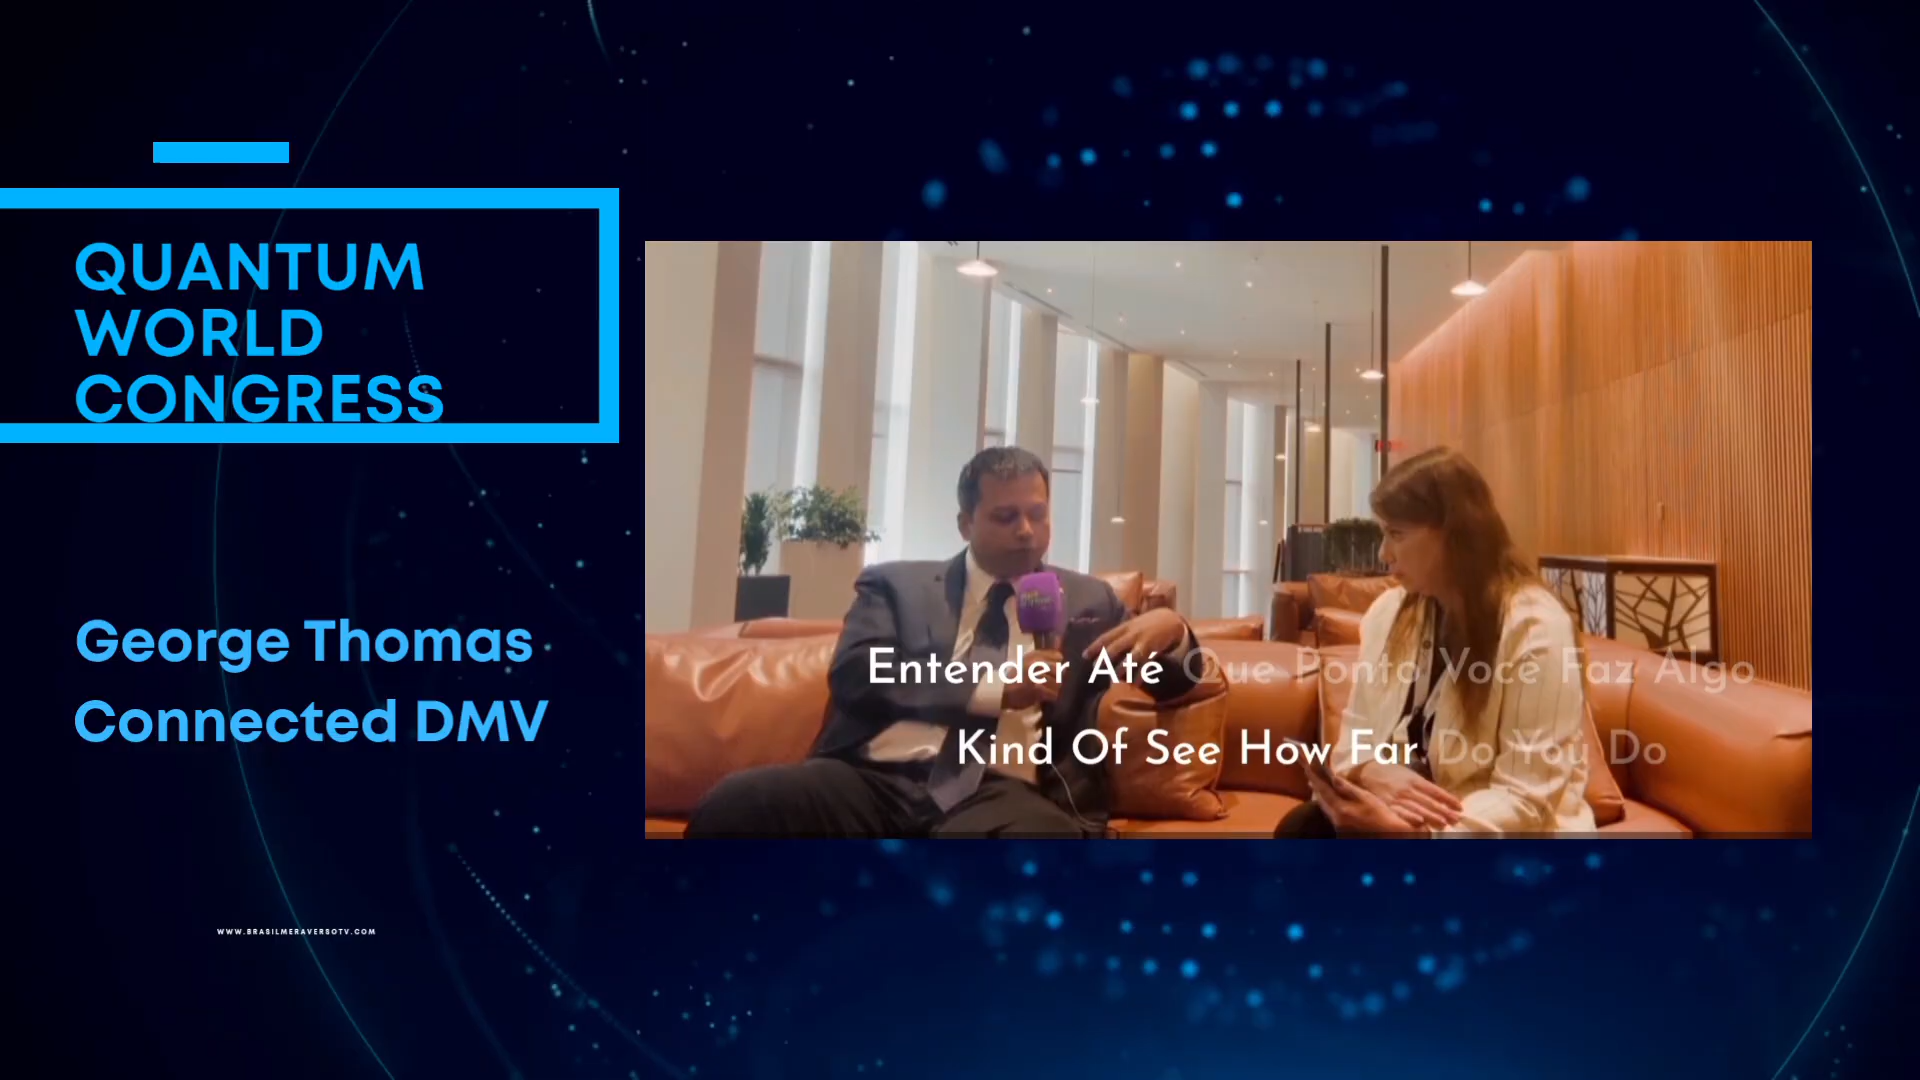 QUANTUM
WORLD
CONGRESS
George Thomas
Connected DMV
Entender Até Que Ponto Você Faz Algo
Kind Of See How Far Do You Do
WWW.BRASILMERAVERSOTV.COM